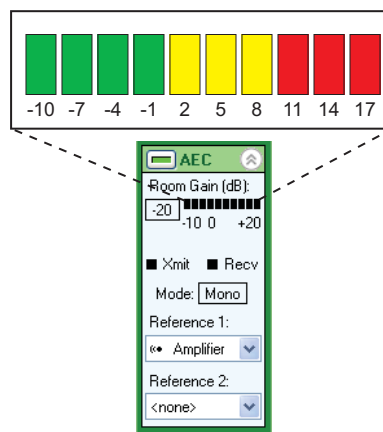 -10 -7 -4 -1 2 5 8 11 14 17
AEC
Room Gain (dB):
-20
-10 0 +20
Xmit Recv
Mode: Mono
Reference 1:
Amplifier
Reference 2:
<none>